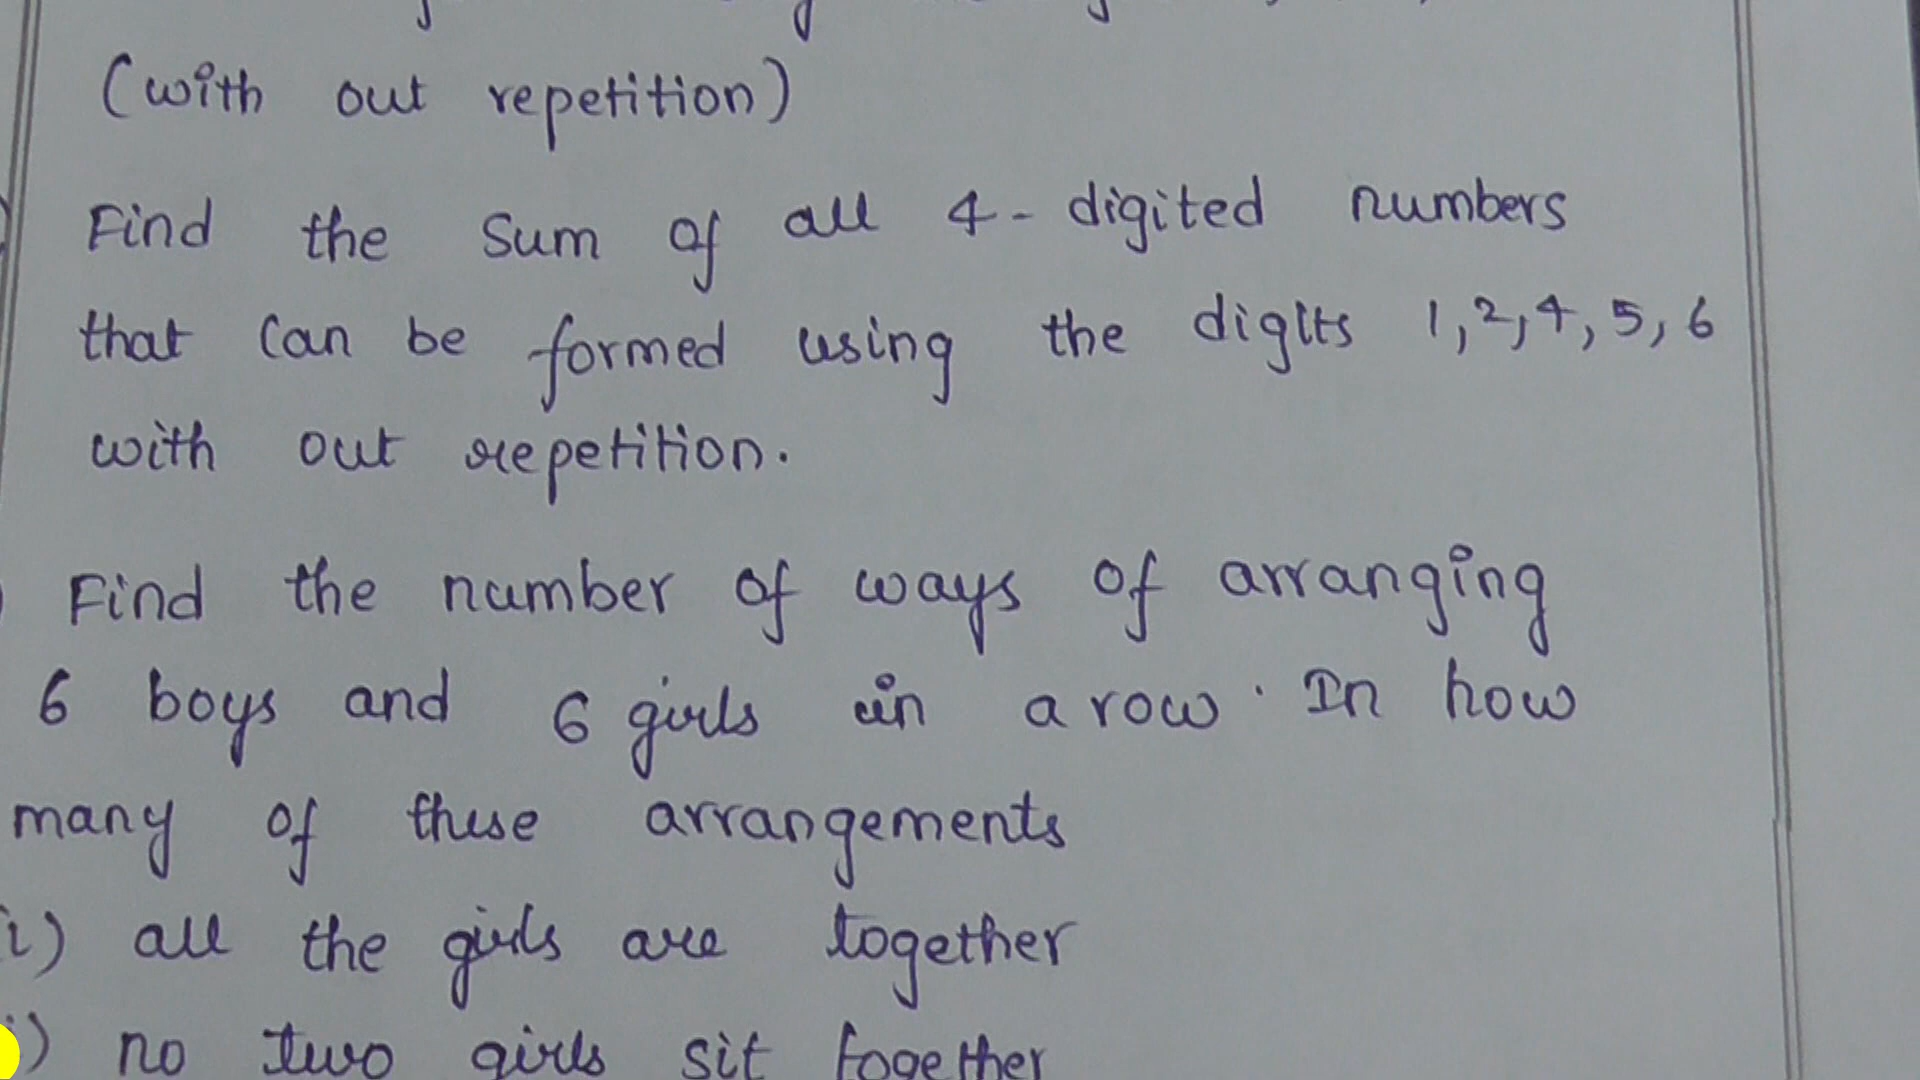 (with out repetition)
Find the sum of all 4-digited numbers
that can be formed using the digits 1,2,4,5,6
with out repetition.
Find the number of ways of arranging
6 boys and 6 girls in a row. In how
many of these arrangements
i) all the girls are together
i) no two girls sit together